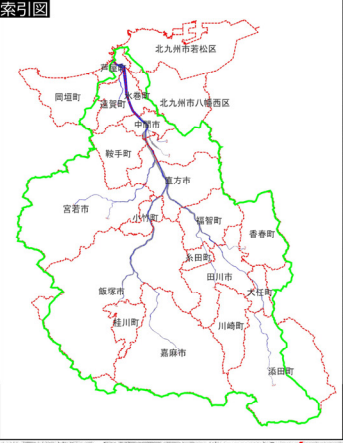 索引図
北九州市若松区
芦屋町
岡垣町
水巻町
遠賀町
北九州市八幡西区
中間市
鞍手町
直方市
宮若市
小竹町
福智町
香春町
糸田町
田川市
大任町
飯塚市
桂川町
川崎町
嘉麻市
添田町